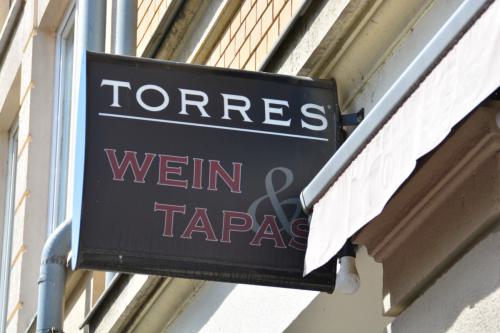 TORRES
WEIN
&
TAPAS